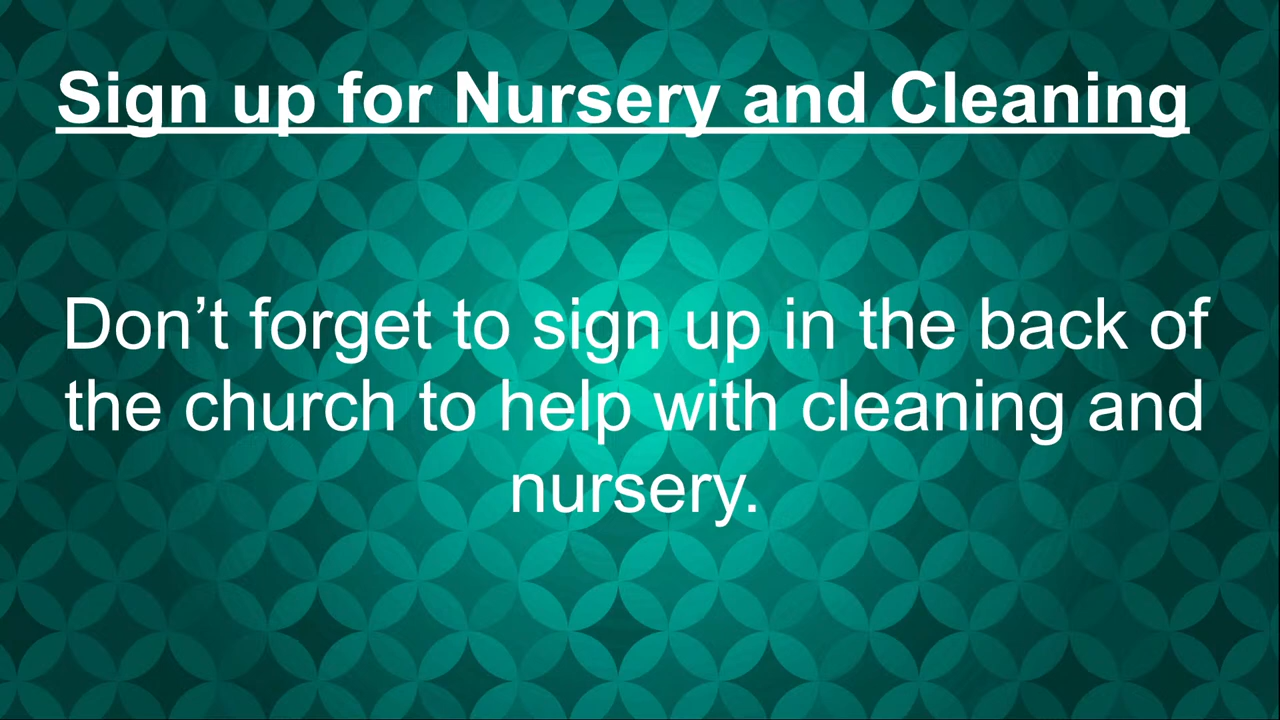 Sign up for Nursery and Cleaning
Don’t forget to sign up in the back of
the church to help with cleaning and
nursery.